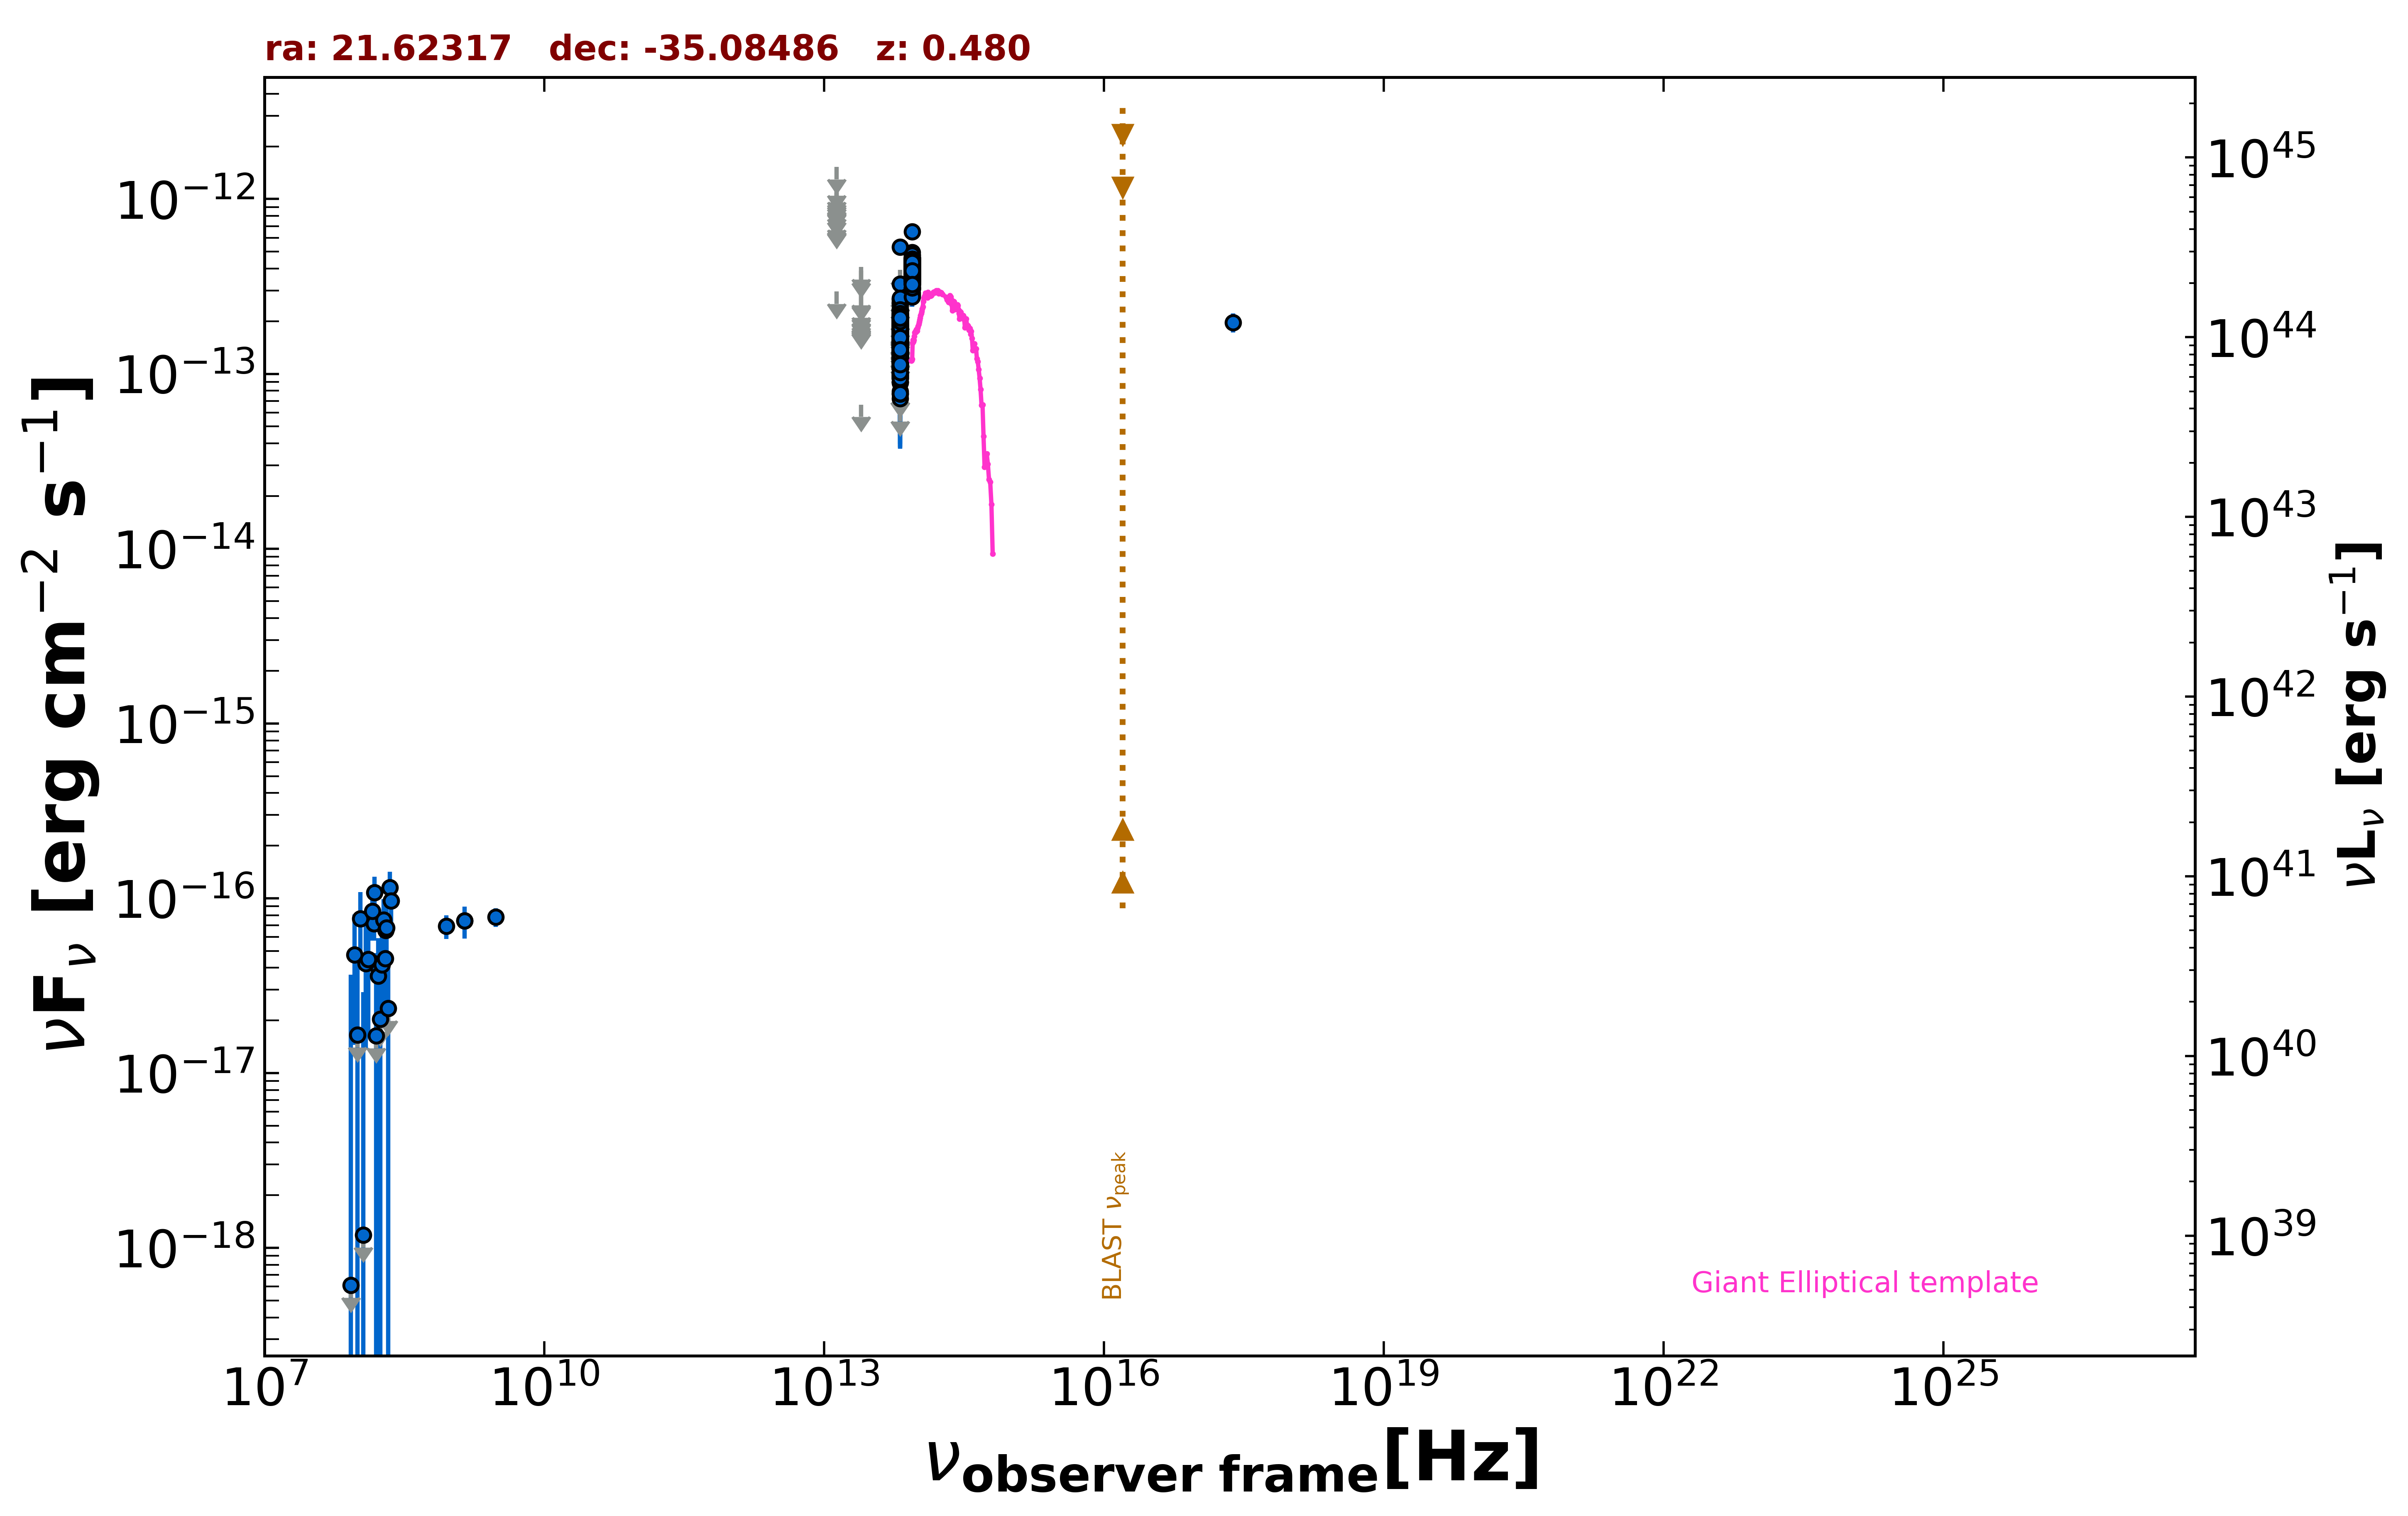 ra: 21.62317   dec: -35.08486   z: 0.480
νF_ν [erg cm^−2 s^−1]
10^−12
10^−13
10^−14
10^−15
10^−16
10^−17
10^−18
10^45
10^44
10^43
10^42
10^41
10^40
10^39
νL_ν [erg s^−1]
BLAST ν_peak
Giant Elliptical template
10^7 10^10 10^13 10^16 10^19 10^22 10^25
ν_observer frame [Hz]